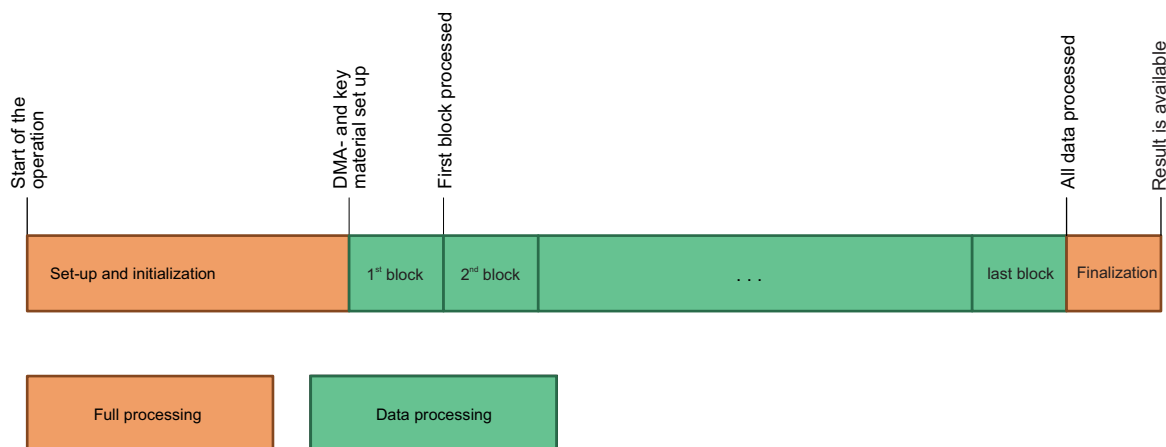 Start of the
operation
DMA- and key
material set up
First block processed
All data processed
Result is available
Set-up and initialization
1st block
2nd block
. . .
last block
Finalization
Full processing
Data processing